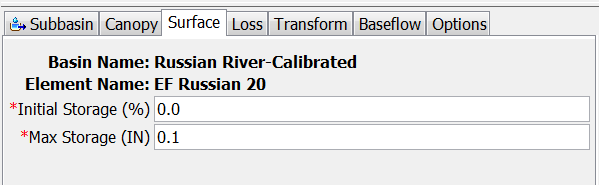 Subbasin Canopy Surface Loss Transform Baseflow Options
Basin Name: Russian River-Calibrated
Element Name: EF Russian 20
*Initial Storage (%) 0.0
*Max Storage (IN) 0.1